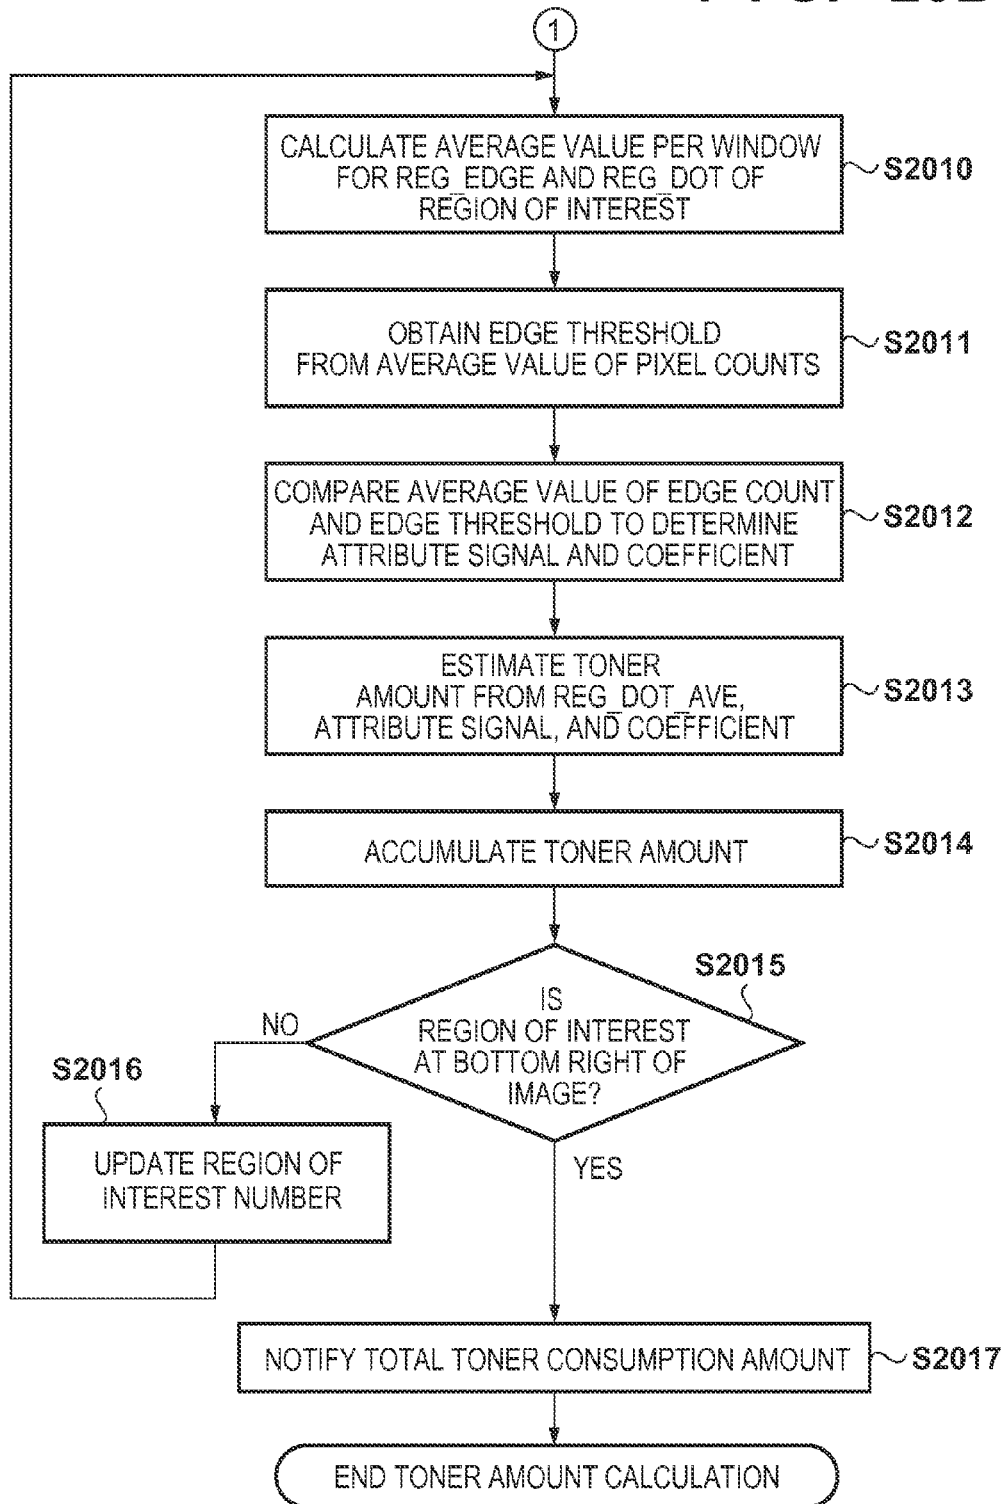 1
CALCULATE AVERAGE VALUE PER WINDOW
FOR REG_EDGE AND REG_DOT OF
REGION OF INTEREST
S2010
OBTAIN EDGE THRESHOLD
FROM AVERAGE VALUE OF PIXEL COUNTS
S2011
COMPARE AVERAGE VALUE OF EDGE COUNT
AND EDGE THRESHOLD TO DETERMINE
ATTRIBUTE SIGNAL AND COEFFICIENT
S2012
ESTIMATE TONER
AMOUNT FROM REG_DOT_AVE,
ATTRIBUTE SIGNAL, AND COEFFICIENT
S2013
ACCUMULATE TONER AMOUNT
S2014
S2015
IS
REGION OF INTEREST
AT BOTTOM RIGHT OF
IMAGE?
NO
S2016
UPDATE REGION OF
INTEREST NUMBER
YES
NOTIFY TOTAL TONER CONSUMPTION AMOUNT
S2017
END TONER AMOUNT CALCULATION